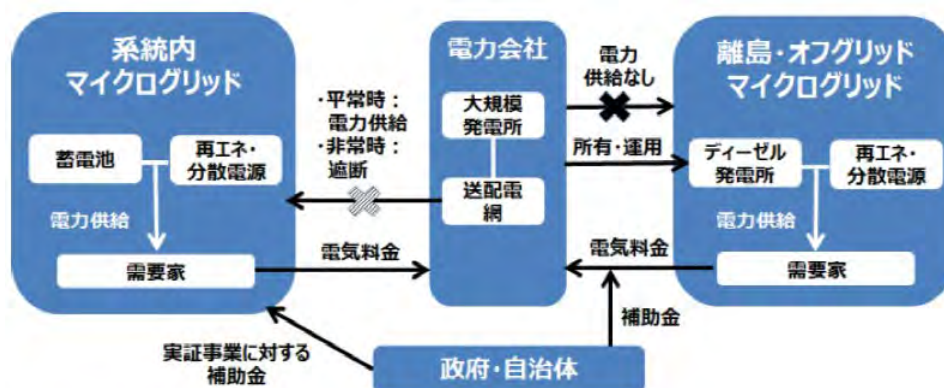 系統内
マイクログリッド
蓄電池
再エネ・
分散電源
電力供給
需要家
・平常時：
電力供給
・非常時：
遮断
電気料金
電力会社
大規模
発電所
送配電
網
電力
供給なし
所有・運用
電気料金
補助金
離島・オフグリッド
マイクログリッド
ディーゼル
発電所
再エネ・
分散電源
電力供給
需要家
実証事業に対する
補助金
政府・自治体